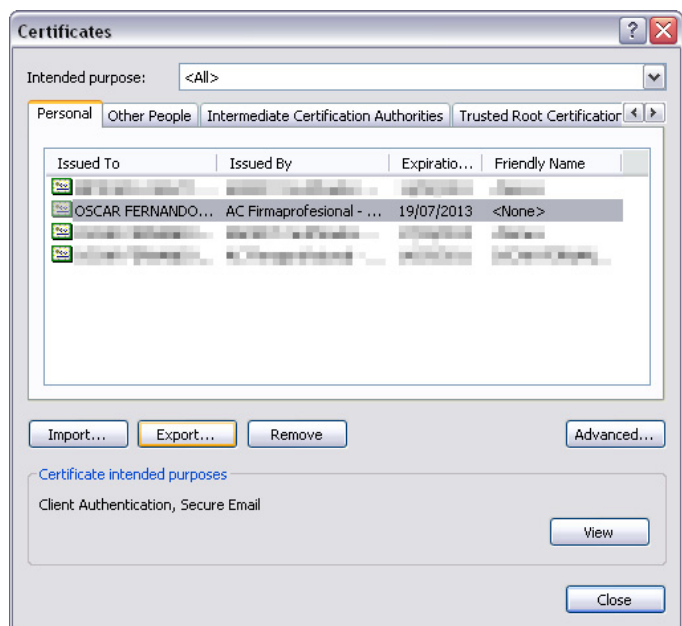 Certificates
Intended purpose: <All>
Personal Other People Intermediate Certification Authorities Trusted Root Certification
Issued To Issued By Expiratio... Friendly Name
OSCAR FERNANDO... AC Firmaprofesional - ... 19/07/2013 <None>
Import... Export... Remove Advanced...
Certificate intended purposes
Client Authentication, Secure Email
View
Close